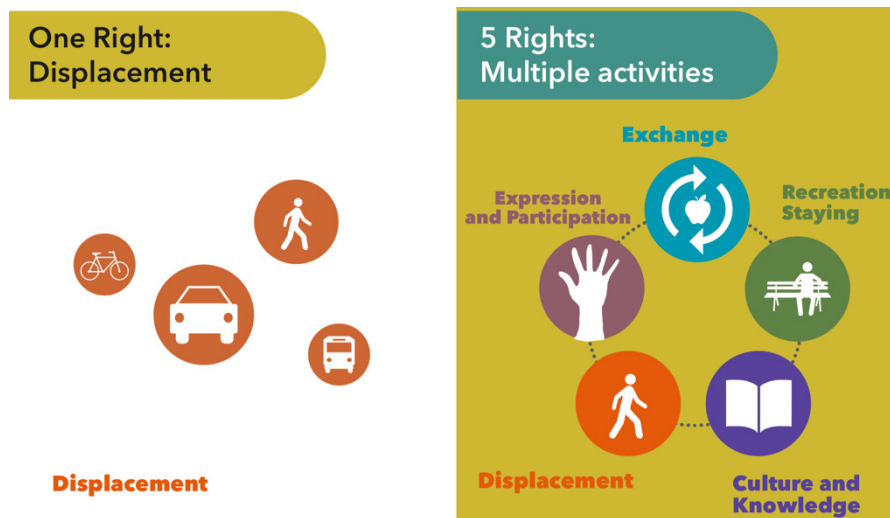 One Right:
Displacement
Displacement
5 Rights:
Multiple activities
Exchange
Expression
and Participation
Recreation
Staying
Displacement
Culture and
Knowledge